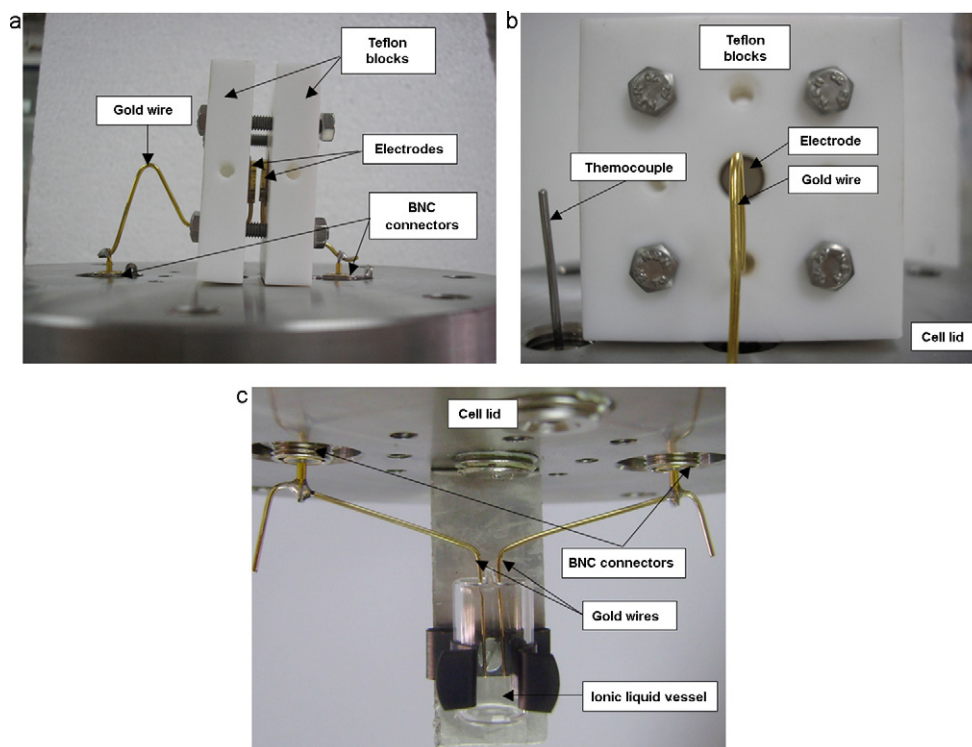 a
Teflon
blocks
Gold wire
Electrodes
BNC
connectors
b
Teflon
blocks
Electrode
Themocouple
Gold wire
Cell lid
c
Cell lid
BNC connectors
Gold wires
Ionic liquid vessel